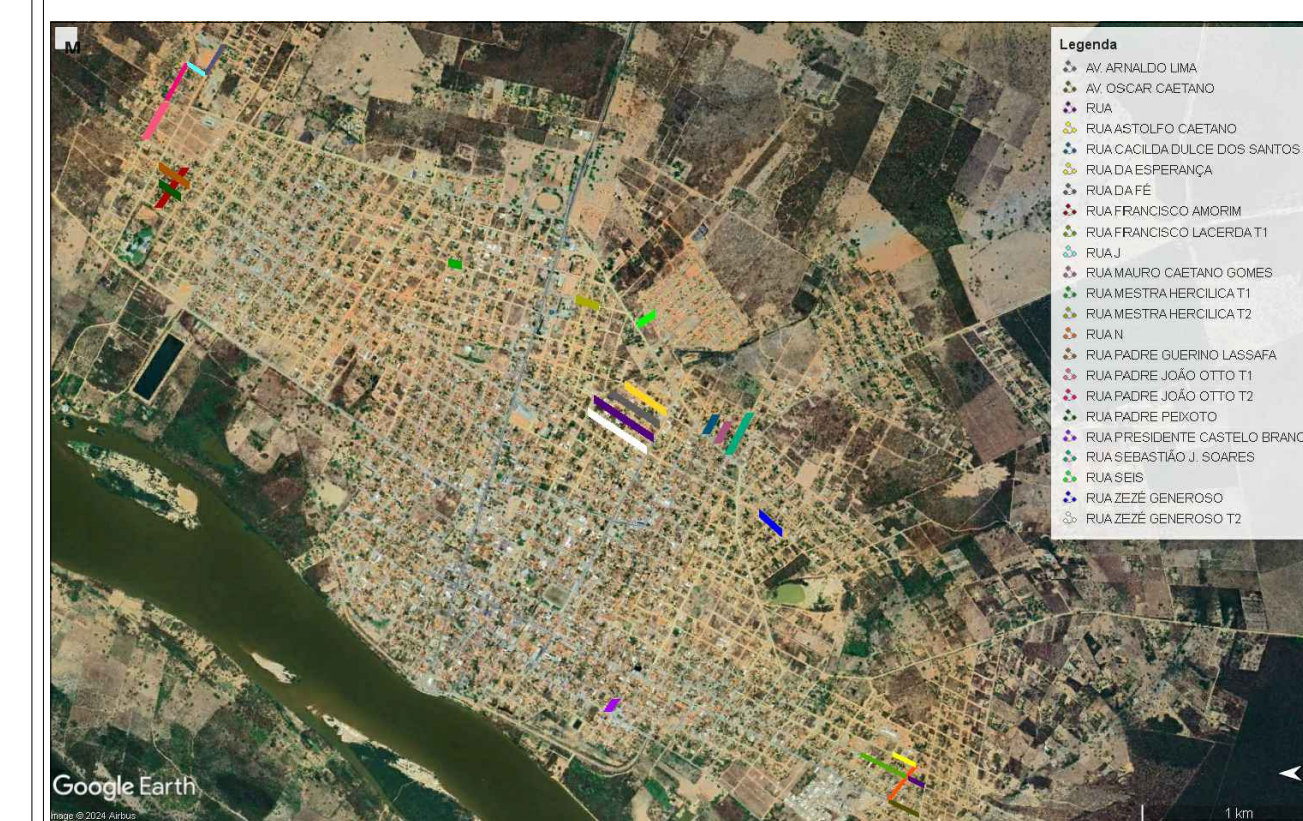 M
Legenda
AV. ARNALDO LIMA
AV. OSCAR CAETANO
RUA
RUA ASTOLFO CAETANO
RUA CACILDA DULCE DOS SANTOS
RUA DA ESPERANÇA
RUA DA FÉ
RUA FRANCISCO AMORIM
RUA FRANCISCO LACERDA T1
RUA J
RUA MAURO CAETANO GOMES
RUA MESTRA HERCILICA T1
RUA MESTRA HERCILICA T2
RUA N
RUA PADRE GUERINO LASSAFA
RUA PADRE JOÃO OTTO T1
RUA PADRE JOÃO OTTO T2
RUA PADRE PEIXOTO
RUA PRESIDENTE CASTELO BRANC
RUA SEBASTIÃO J. SOARES
RUA SEIS
RUA ZEZÉ GENEROSO
RUA ZEZÉ GENEROSO T2
Google Earth
mage © 2024 Airbus
1 km